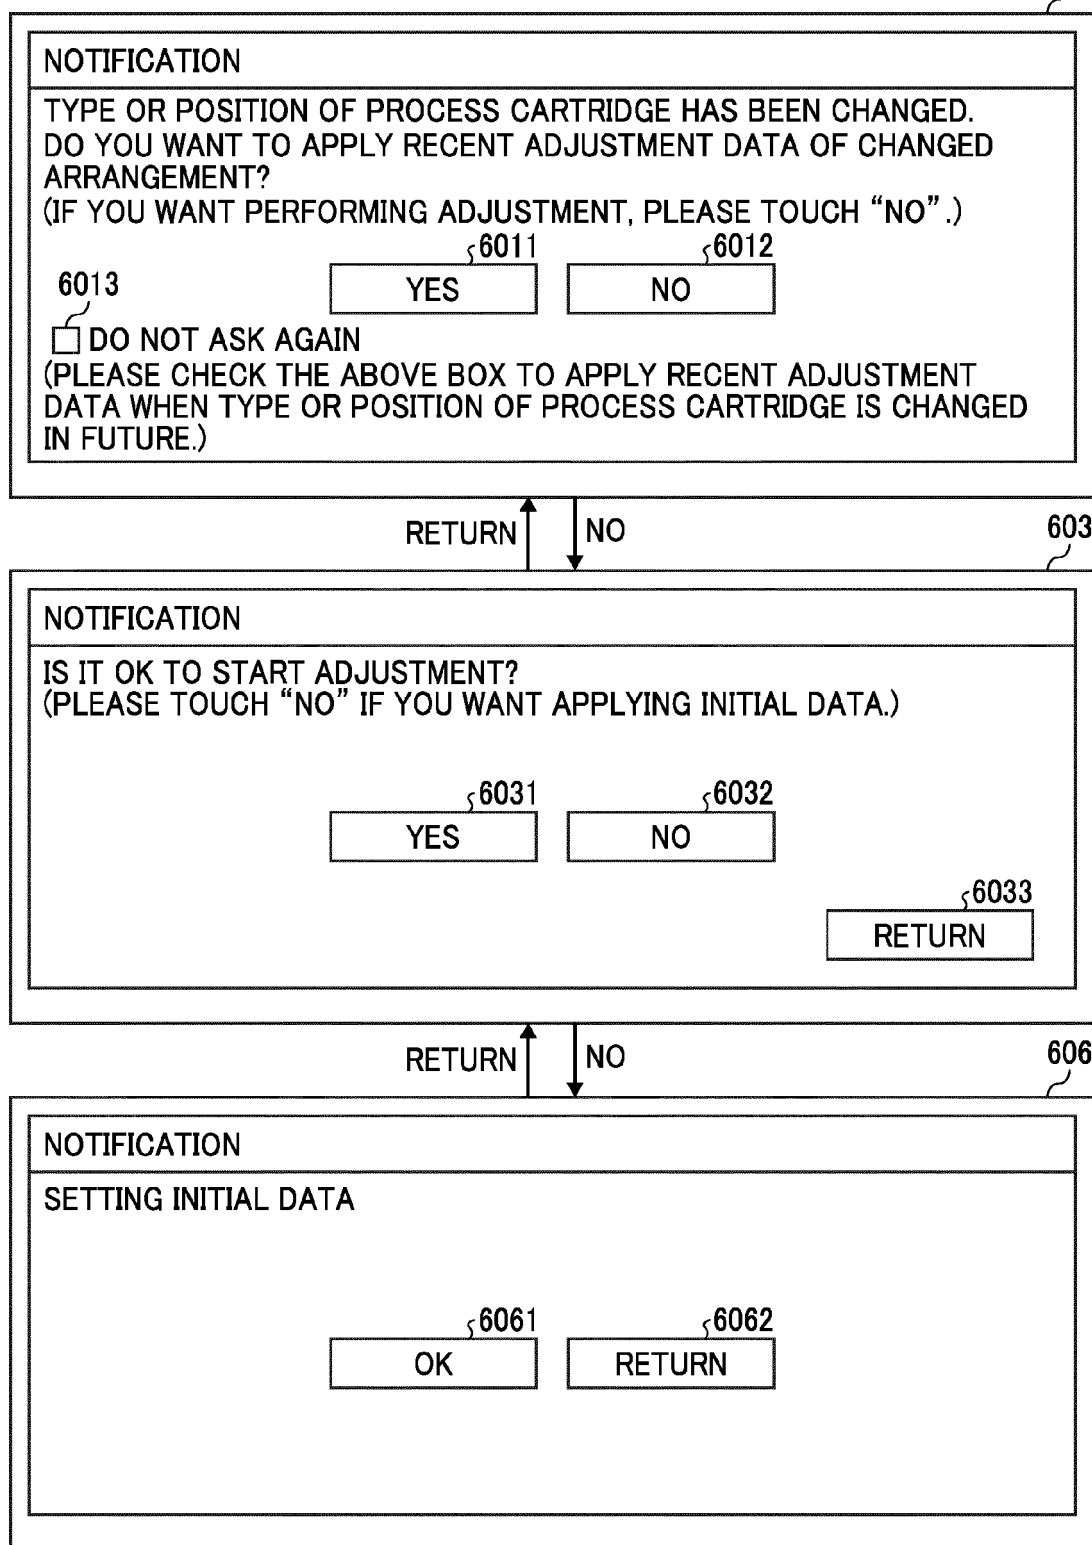 NOTIFICATION
TYPE OR POSITION OF PROCESS CARTRIDGE HAS BEEN CHANGED.
DO YOU WANT TO APPLY RECENT ADJUSTMENT DATA OF CHANGED
ARRANGEMENT?
(IF YOU WANT PERFORMING ADJUSTMENT, PLEASE TOUCH “NO”.)
6011
6012
YES
NO
6013
DO NOT ASK AGAIN
(PLEASE CHECK THE ABOVE BOX TO APPLY RECENT ADJUSTMENT
DATA WHEN TYPE OR POSITION OF PROCESS CARTRIDGE IS CHANGED
IN FUTURE.)
RETURN
NO
603
NOTIFICATION
IS IT OK TO START ADJUSTMENT?
(PLEASE TOUCH “NO” IF YOU WANT APPLYING INITIAL DATA.)
6031
6032
YES
NO
6033
RETURN
RETURN
NO
606
NOTIFICATION
SETTING INITIAL DATA
6061
6062
OK
RETURN